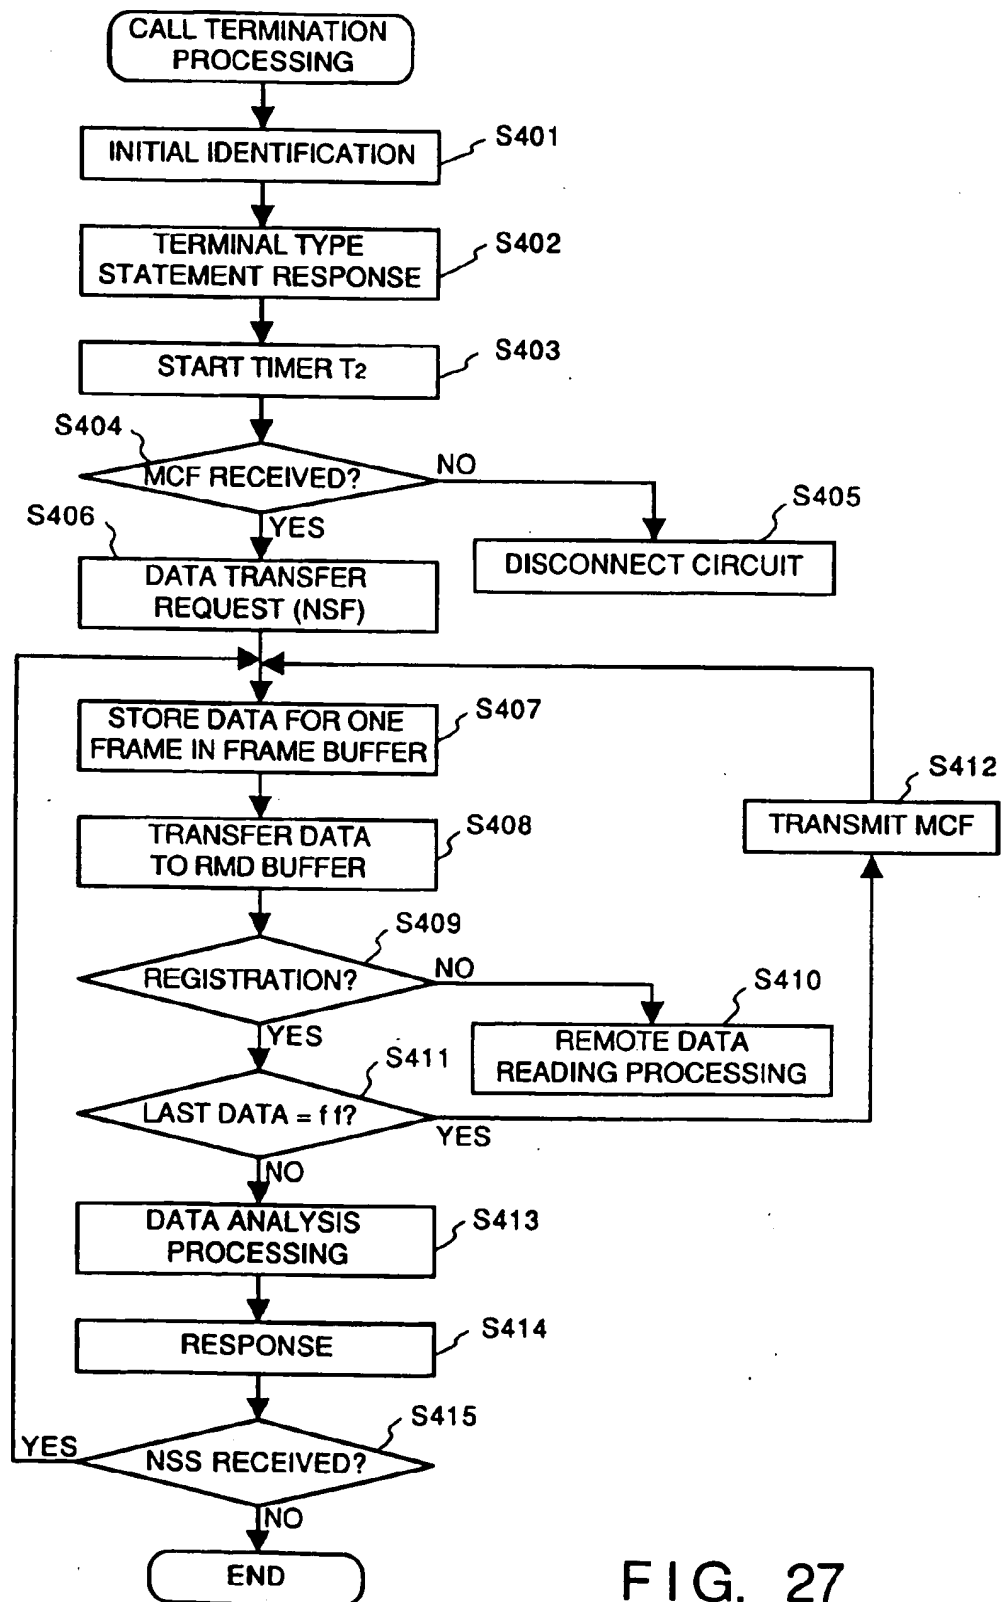 CALL TERMINATION
PROCESSING
S401
INITIAL IDENTIFICATION
S402
TERMINAL TYPE
STATEMENT RESPONSE
S403
START TIMER T2
S404
MCF RECEIVED?
NO
YES
S405
DISCONNECT CIRCUIT
S406
DATA TRANSFER
REQUEST (NSF)
S407
STORE DATA FOR ONE
FRAME IN FRAME BUFFER
S412
TRANSMIT MCF
S408
TRANSFER DATA
TO RMD BUFFER
S409
REGISTRATION?
NO
YES
S410
REMOTE DATA
READING PROCESSING
S411
LAST DATA = f f?
YES
NO
S413
DATA ANALYSIS
PROCESSING
S414
RESPONSE
S415
NSS RECEIVED?
YES
NO
END
FIG. 27